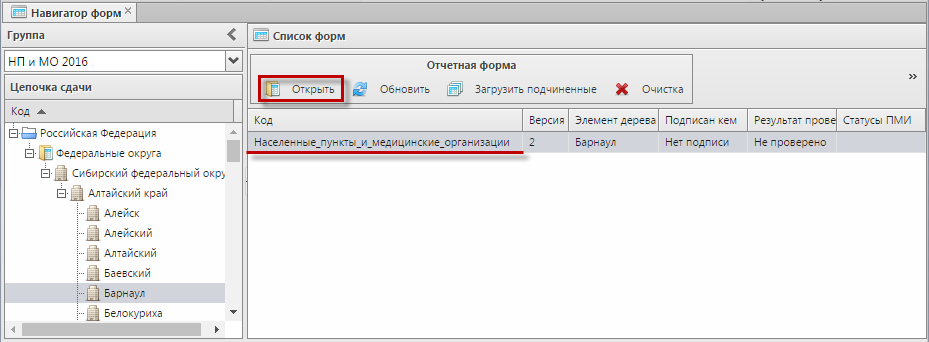 Навигатор форм
Группа
НП и МО 2016
Цепочка сдачи
Код
Российская Федерация
Федеральные округа
Сибирский федеральный окру
Алтайский край
Алейск
Алейский
Алтайский
Баевский
Барнаул
Белокуриха
Список форм
Отчетная форма
Открыть Обновить Загрузить подчиненные Очистка
Код Версия Элемент дерева Подписан кем Результат прове Статусы ПМИ
Населенные_пункты_и_медицинские_организации 2 Барнаул Нет подписи Не проверено